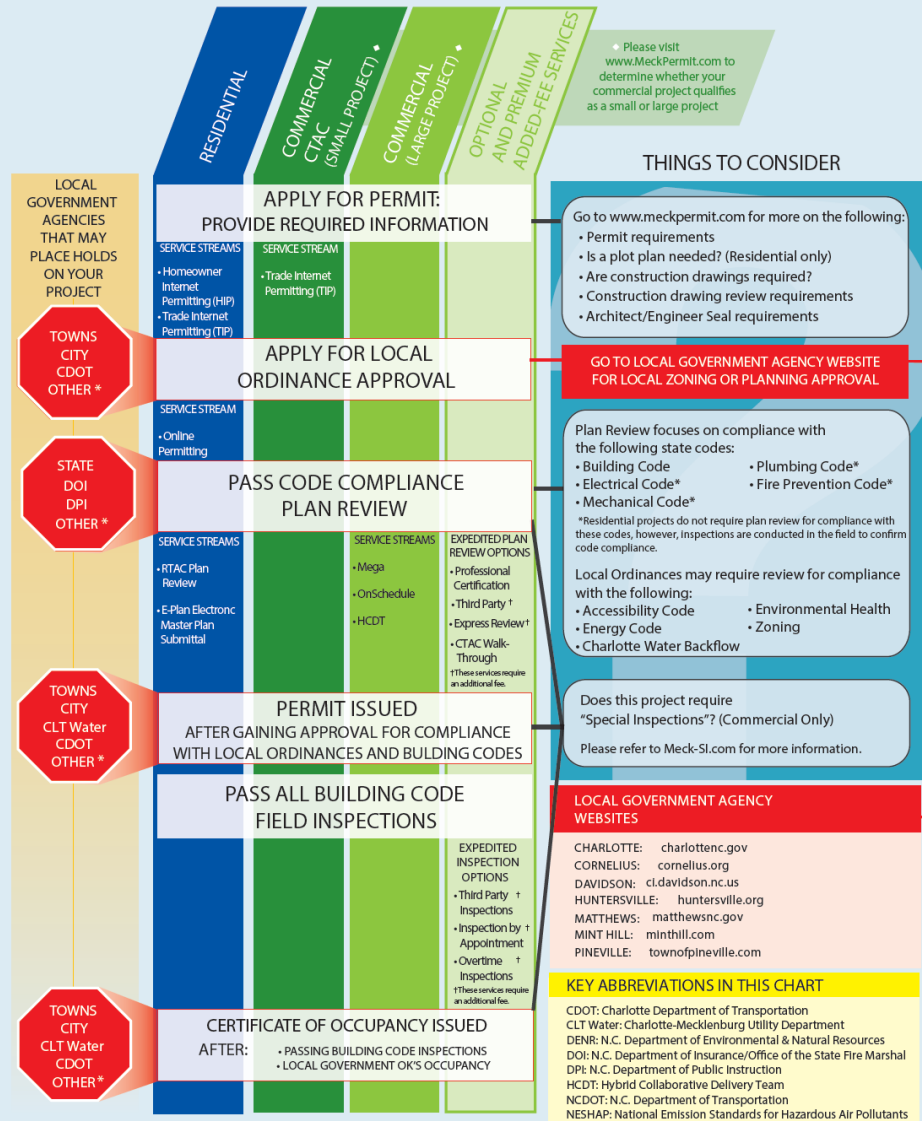 RESIDENTIAL
COMMERCIAL
CTAC
(SMALL PROJECT) ◆
COMMERCIAL
(LARGE PROJECT) ◆
OPTIONAL
AND PREMIUM
ADDED-FEE SERVICES
◆ Please visit
www.MeckPermit.com to
determine whether your
commercial project qualifies
as a small or large project
LOCAL
GOVERNMENT
AGENCIES
THAT MAY
PLACE HOLDS
ON YOUR
PROJECT
TOWNS
CITY
CDOT
OTHER *
STATE
DOI
DPI
OTHER *
TOWNS
CITY
CLT Water
CDOT
OTHER *
TOWNS
CITY
CLT Water
CDOT
OTHER *
APPLY FOR PERMIT:
PROVIDE REQUIRED INFORMATION
SERVICE STREAMS
• Homeowner
Internet
Permitting (HIP)
• Trade Internet
Permitting (TIP)
SERVICE STREAM
• Trade Internet
Permitting (TIP)
APPLY FOR LOCAL
ORDINANCE APPROVAL
SERVICE STREAM
• Online
Permitting
PASS CODE COMPLIANCE
PLAN REVIEW
SERVICE STREAMS
• RTAC Plan
Review
• E-Plan Electronc
Master Plan
Submittal
SERVICE STREAMS
• Mega
• OnSchedule
• HCDT
EXPEDITED PLAN
REVIEW OPTIONS
• Professional
Certification
• Third Party †
• Express Review †
• CTAC Walk-
Through
†These services require
an additional fee.
PERMIT ISSUED
AFTER GAINING APPROVAL FOR COMPLIANCE
WITH LOCAL ORDINANCES AND BULDING CODES
PASS ALL BUILDING CODE
FIELD INSPECTIONS
EXPEDITED
INSPECTION
OPTIONS
• Third Party †
Inspections
• Inspection by †
Appointment
• Overtime †
Inspections
†These services require
an additional fee.
CERTIFICATE OF OCCUPANCY ISSUED
AFTER: • PASSING BUILDING CODE INSPECTIONS
• LOCAL GOVERNMENT OK'S OCCUPANCY
THINGS TO CONSIDER
Go to www.meckpermit.com for more on the following:
• Permit requirements
• Is a plot plan needed? (Residential only)
• Are construction drawings required?
• Construction drawing review requirements
• Architect/Engineer Seal requirements
GO TO LOCAL GOVERNMENT AGENCY WEBSITE
FOR LOCAL ZONING OR PLANNING APPROVAL
Plan Review focuses on compliance with
the following state codes:
• Building Code • Plumbing Code*
• Electrical Code* • Fire Prevention Code*
• Mechanical Code*
*Residential projects do not require plan review for compliance with
these codes, however, inspections are conducted in the field to confirm
code compliance.
Local Ordinances may require review for compliance
with the following:
• Accessibility Code • Environmental Health
• Energy Code • Zoning
• Charlotte Water Backflow
Does this project require
"Special Inspections"? (Commercial Only)
Please refer to Meck-SI.com for more information.
LOCAL GOVERNMENT AGENCY
WEBSITES
CHARLOTTE: charlottenc.gov
CORNELIUS: cornelius.org
DAVIDSON: ci.davidson.nc.us
HUNTERSVILLE: huntersville.org
MATTHEWS: matthewsnc.gov
MINT HILL: minthill.com
PINEVILLE: townofpineville.com
KEY ABBREVIATIONS IN THIS CHART
CDOT: Charlotte Department of Transportation
CLT Water: Charlotte-Mecklenburg Utility Department
DENR: N.C. Department of Environmental & Natural Resources
DOI: N.C. Department of Insurance/Office of the State Fire Marshal
DPI: N.C. Department of Public Instruction
HCDT: Hybrid Collaborative Delivery Team
NCDOT: N.C. Department of Transportation
NESHAP: National Emission Standards for Hazardous Air Pollutants